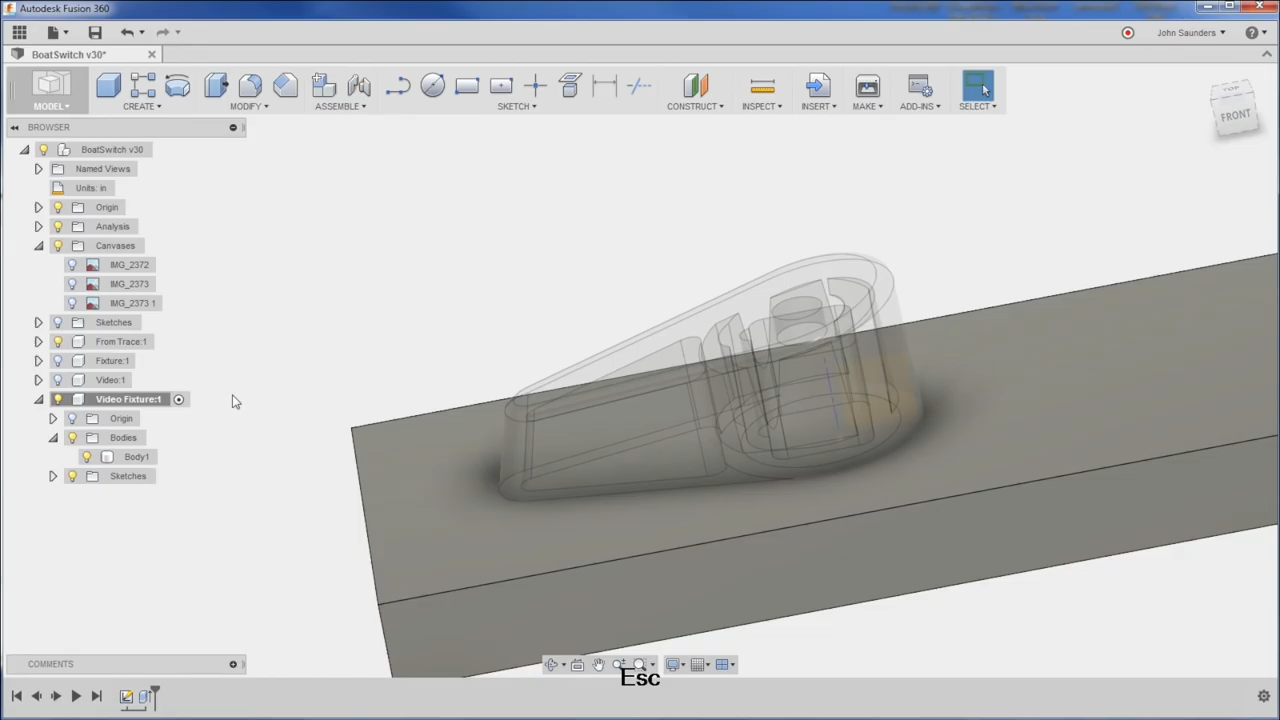 Autodesk Fusion 360
John Saunders
BoatSwitch v30*
MODEL
CREATE
MODIFY
ASSEMBLE
SKETCH
CONSTRUCT
INSPECT
INSERT
MAKE
ADD-INS
SELECT
TOP
FRONT
BROWSER
BoatSwitch v30
Named Views
Units: in
Origin
Analysis
Canvases
IMG_2372
IMG_2373
IMG_2373 1
Sketches
From Trace:1
Fixture:1
Video:1
Video Fixture:1
Origin
Bodies
Body1
Sketches
COMMENTS
Esc